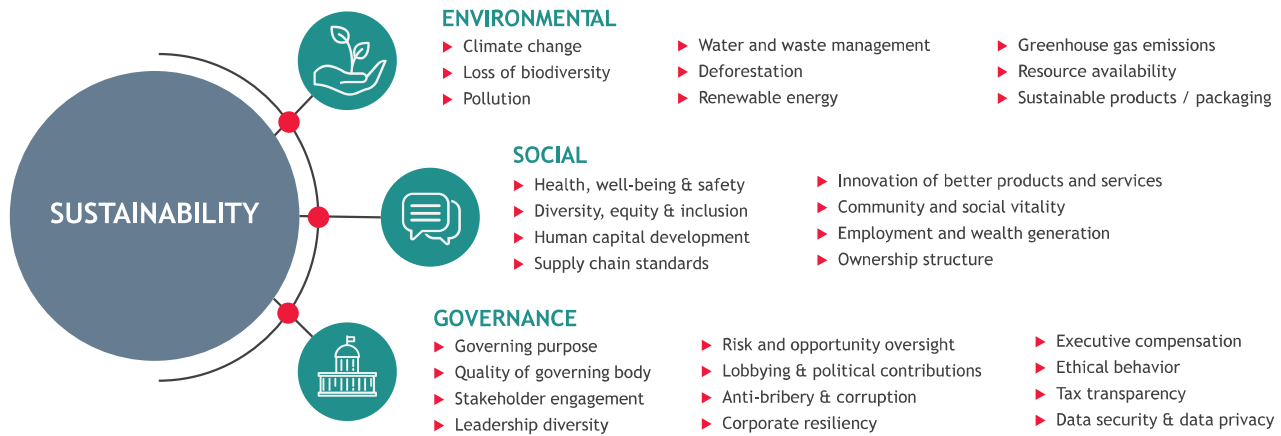 SUSTAINABILITY
ENVIRONMENTAL
Climate change
Loss of biodiversity
Pollution
Water and waste management
Deforestation
Renewable energy
Greenhouse gas emissions
Resource availability
Sustainable products / packaging
SOCIAL
Health, well-being & safety
Diversity, equity & inclusion
Human capital development
Supply chain standards
Innovation of better products and services
Community and social vitality
Employment and wealth generation
Ownership structure
GOVERNANCE
Governing purpose
Quality of governing body
Stakeholder engagement
Leadership diversity
Risk and opportunity oversight
Lobbying & political contributions
Anti-bribery & corruption
Corporate resiliency
Executive compensation
Ethical behavior
Tax transparency
Data security & data privacy